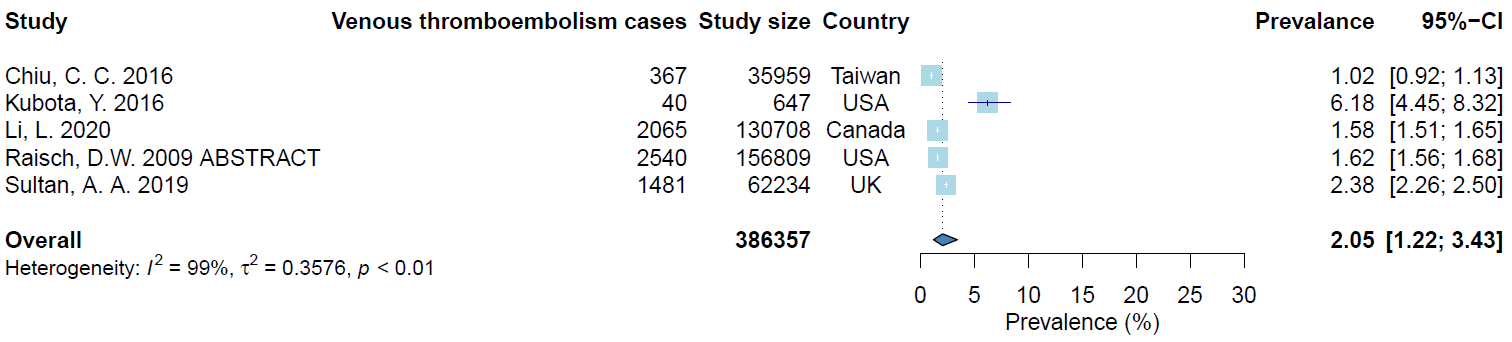 Study Venous thromboembolism cases Study size Country Prevalance 95%−CI
Chiu, C. C. 2016 367 35959 Taiwan 1.02 [0.92; 1.13]
Kubota, Y. 2016 40 647 USA 6.18 [4.45; 8.32]
Li, L. 2020 2065 130708 Canada 1.58 [1.51; 1.65]
Raisch, D.W. 2009 ABSTRACT 2540 156809 USA 1.62 [1.56; 1.68]
Sultan, A. A. 2019 1481 62234 UK 2.38 [2.26; 2.50]
Overall 386357 2.05 [1.22; 3.43]
Heterogeneity: I² = 99%, τ² = 0.3576, p < 0.01
0 5 10 15 20 25 30
Prevalence (%)